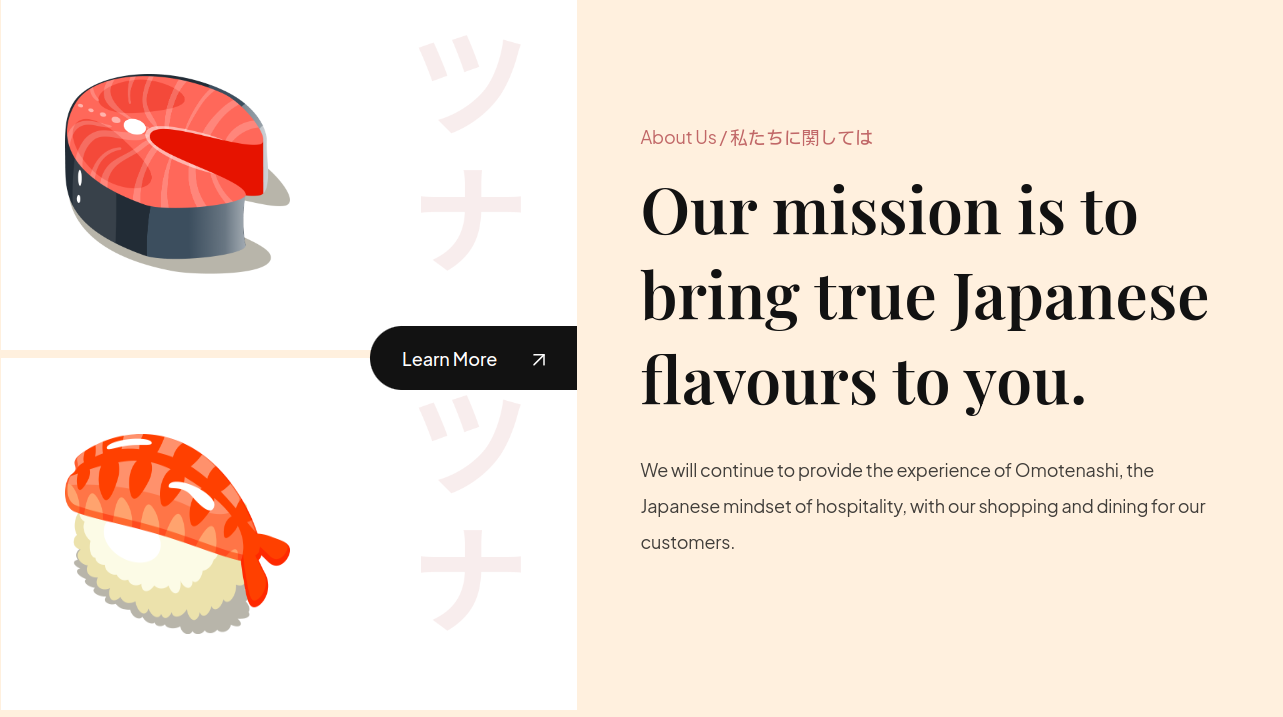 ツ
ナ
Learn More
ツ
ナ
About Us / 私たちに関しては
Our mission is to
bring true Japanese
flavours to you.
We will continue to provide the experience of Omotenashi, the
Japanese mindset of hospitality, with our shopping and dining for our
customers.